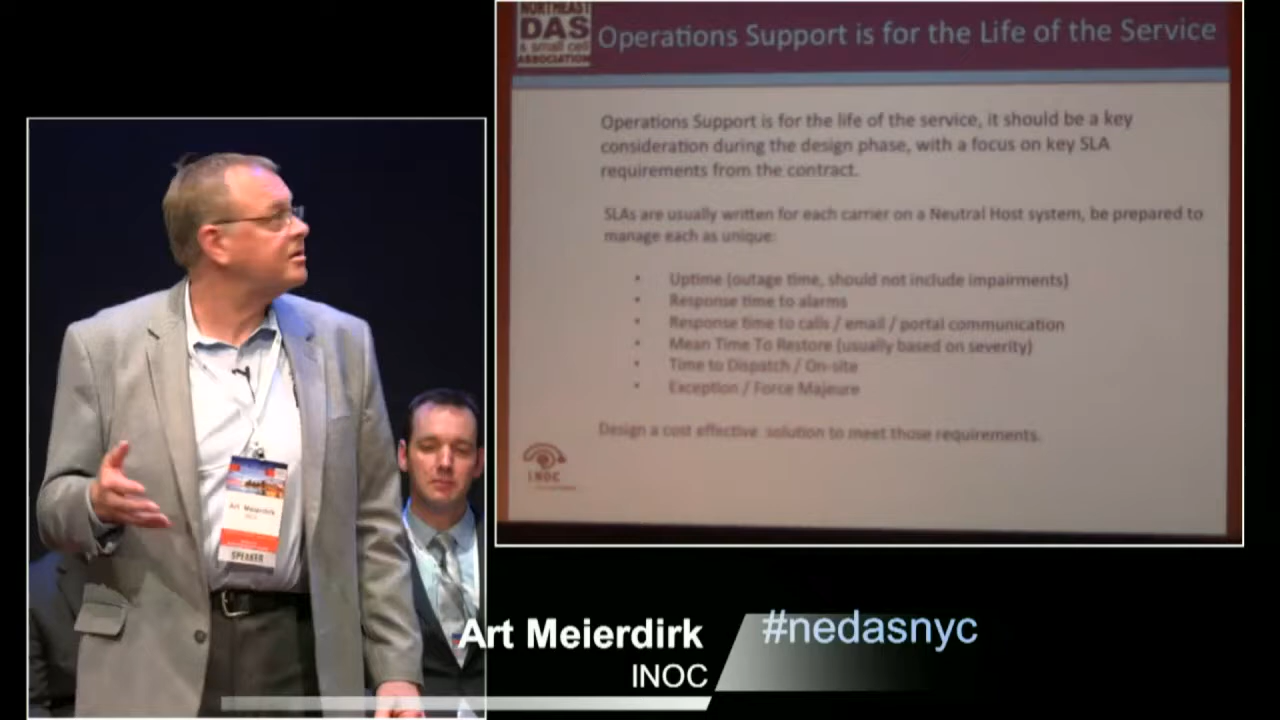 NORTHEAST
DAS
& small cell
ASSOCIATION
Operations Support is for the Life of the Service
Operations Support is for the life of the service, it should be a key
consideration during the design phase, with a focus on key SLA
requirements from the contract.
SLAs are usually written for each carrier on a Neutral Host system, be prepared to
manage each as unique:
• Uptime (outage time, should not include impairments)
• Response time to alarms
• Response time to calls / email / portal communication
• Mean Time To Restore (usually based on severity)
• Time to Dispatch / On-site
• Exception / Force Majeure
Design a cost effective solution to meet those requirements.
INOC
Art Meierdirk
SPEAKER
Art Meierdirk
INOC
#nedasnyc